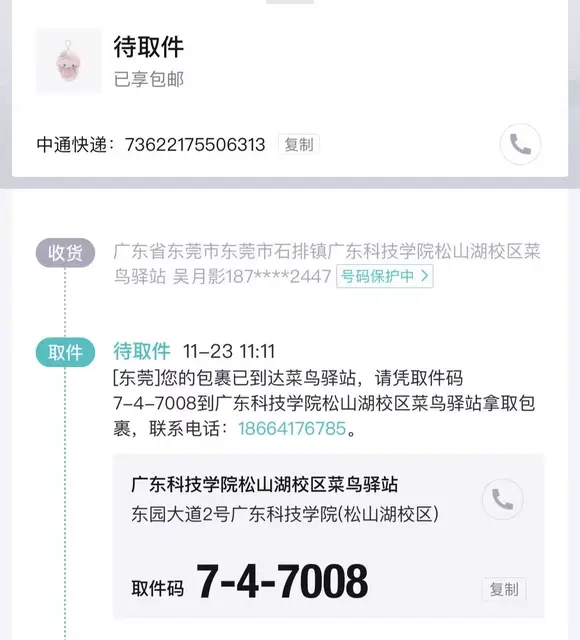 待取件
已享包邮
中通快递：73622175506313 复制
收货 广东省东莞市东莞市石排镇广东科技学院松山湖校区菜
鸟驿站 吴月影187****2447 号码保护中 >
取件 待取件 11-23 11:11
[东莞]您的包裹已到达菜鸟驿站，请凭取件码
7-4-7008到广东科技学院松山湖校区菜鸟驿站拿取包
裹，联系电话：18664176785。
广东科技学院松山湖校区菜鸟驿站
东园大道2号广东科技学院(松山湖校区)
取件码 7-4-7008 复制